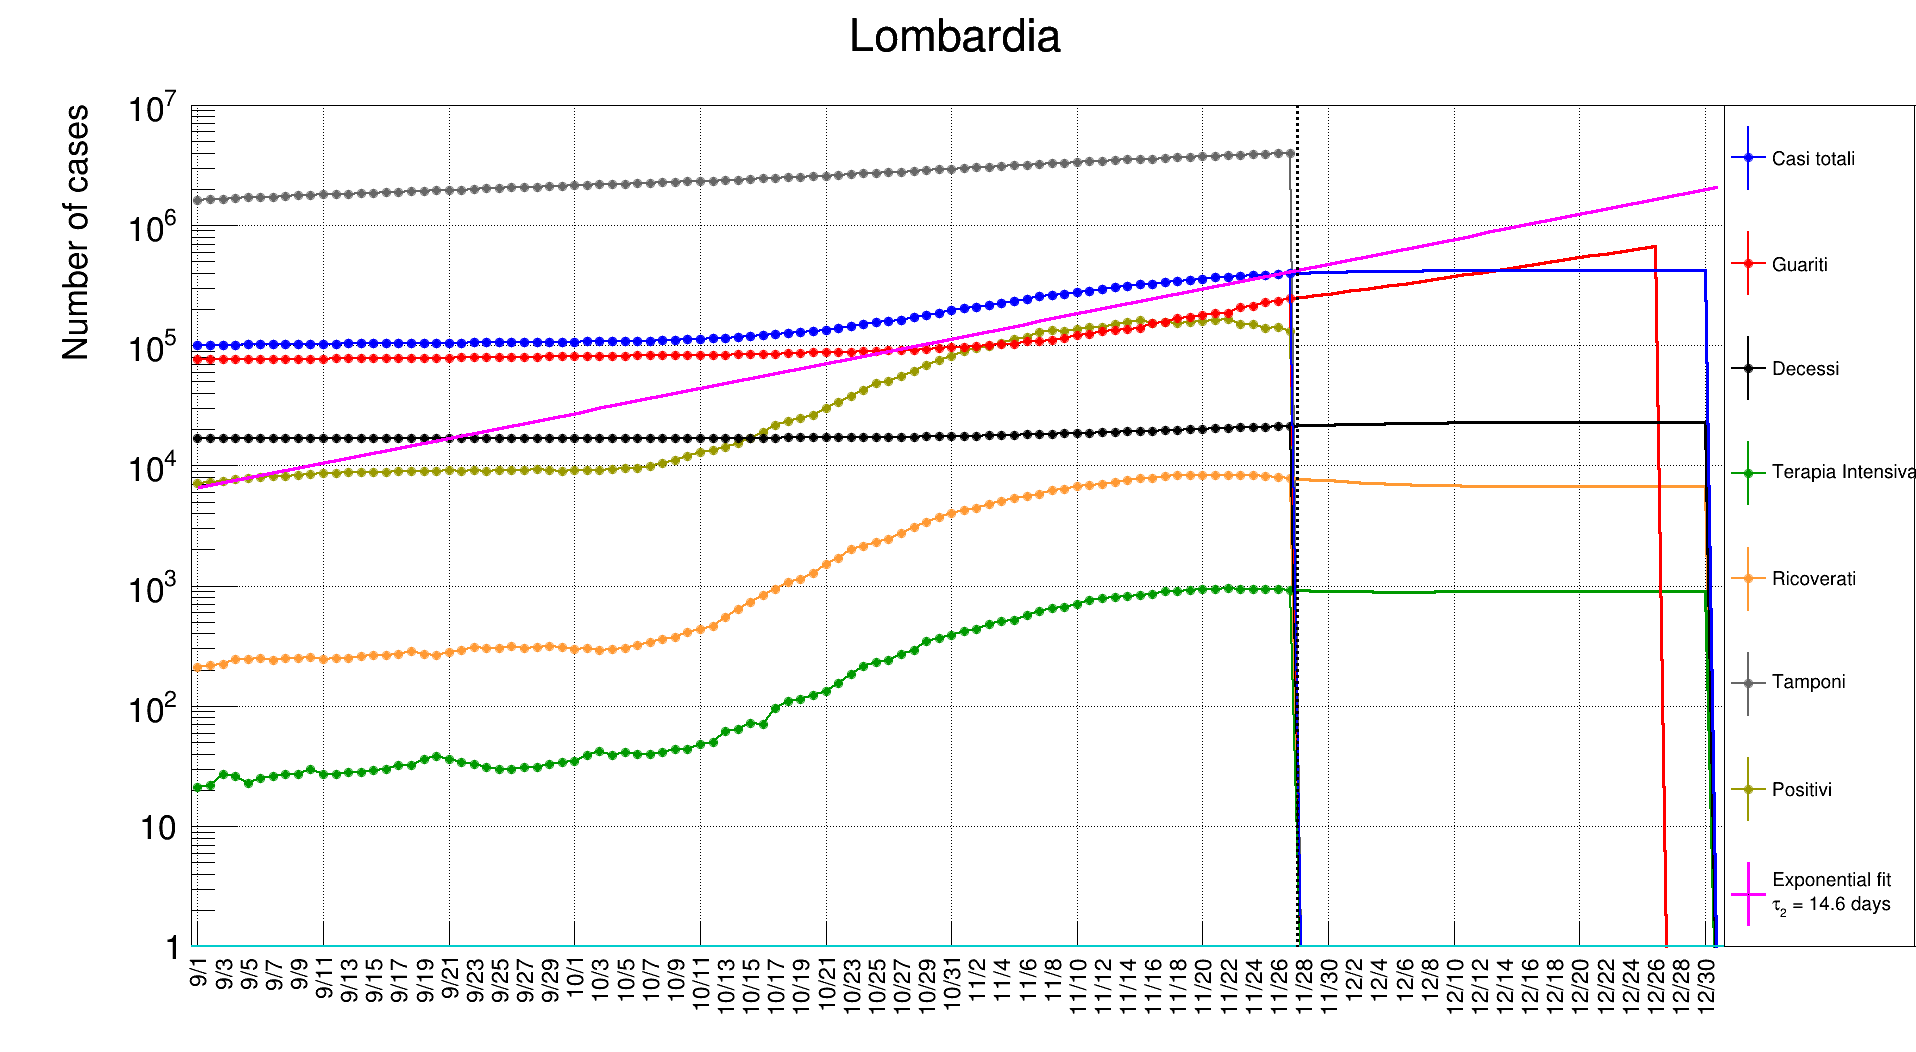 Lombardia
Number of cases
10^7
10^6
10^5
10^4
10^3
10^2
10
1
9/1 9/3 9/5 9/7 9/9 9/11 9/13 9/15 9/17 9/19 9/21 9/23 9/25 9/27 9/29 10/1 10/3 10/5 10/7 10/9 10/11 10/13 10/15 10/17 10/19 10/21 10/23 10/25 10/27 10/29 10/31 11/2 11/4 11/6 11/8 11/10 11/12 11/14 11/16 11/18 11/20 11/22 11/24 11/26 11/28 11/30 12/2 12/4 12/6 12/8 12/10 12/12 12/14 12/16 12/18 12/20 12/22 12/24 12/26 12/28 12/30
Casi totali
Guariti
Decessi
Terapia Intensiva
Ricoverati
Tamponi
Positivi
Exponential fit
τ₂ = 14.6 days